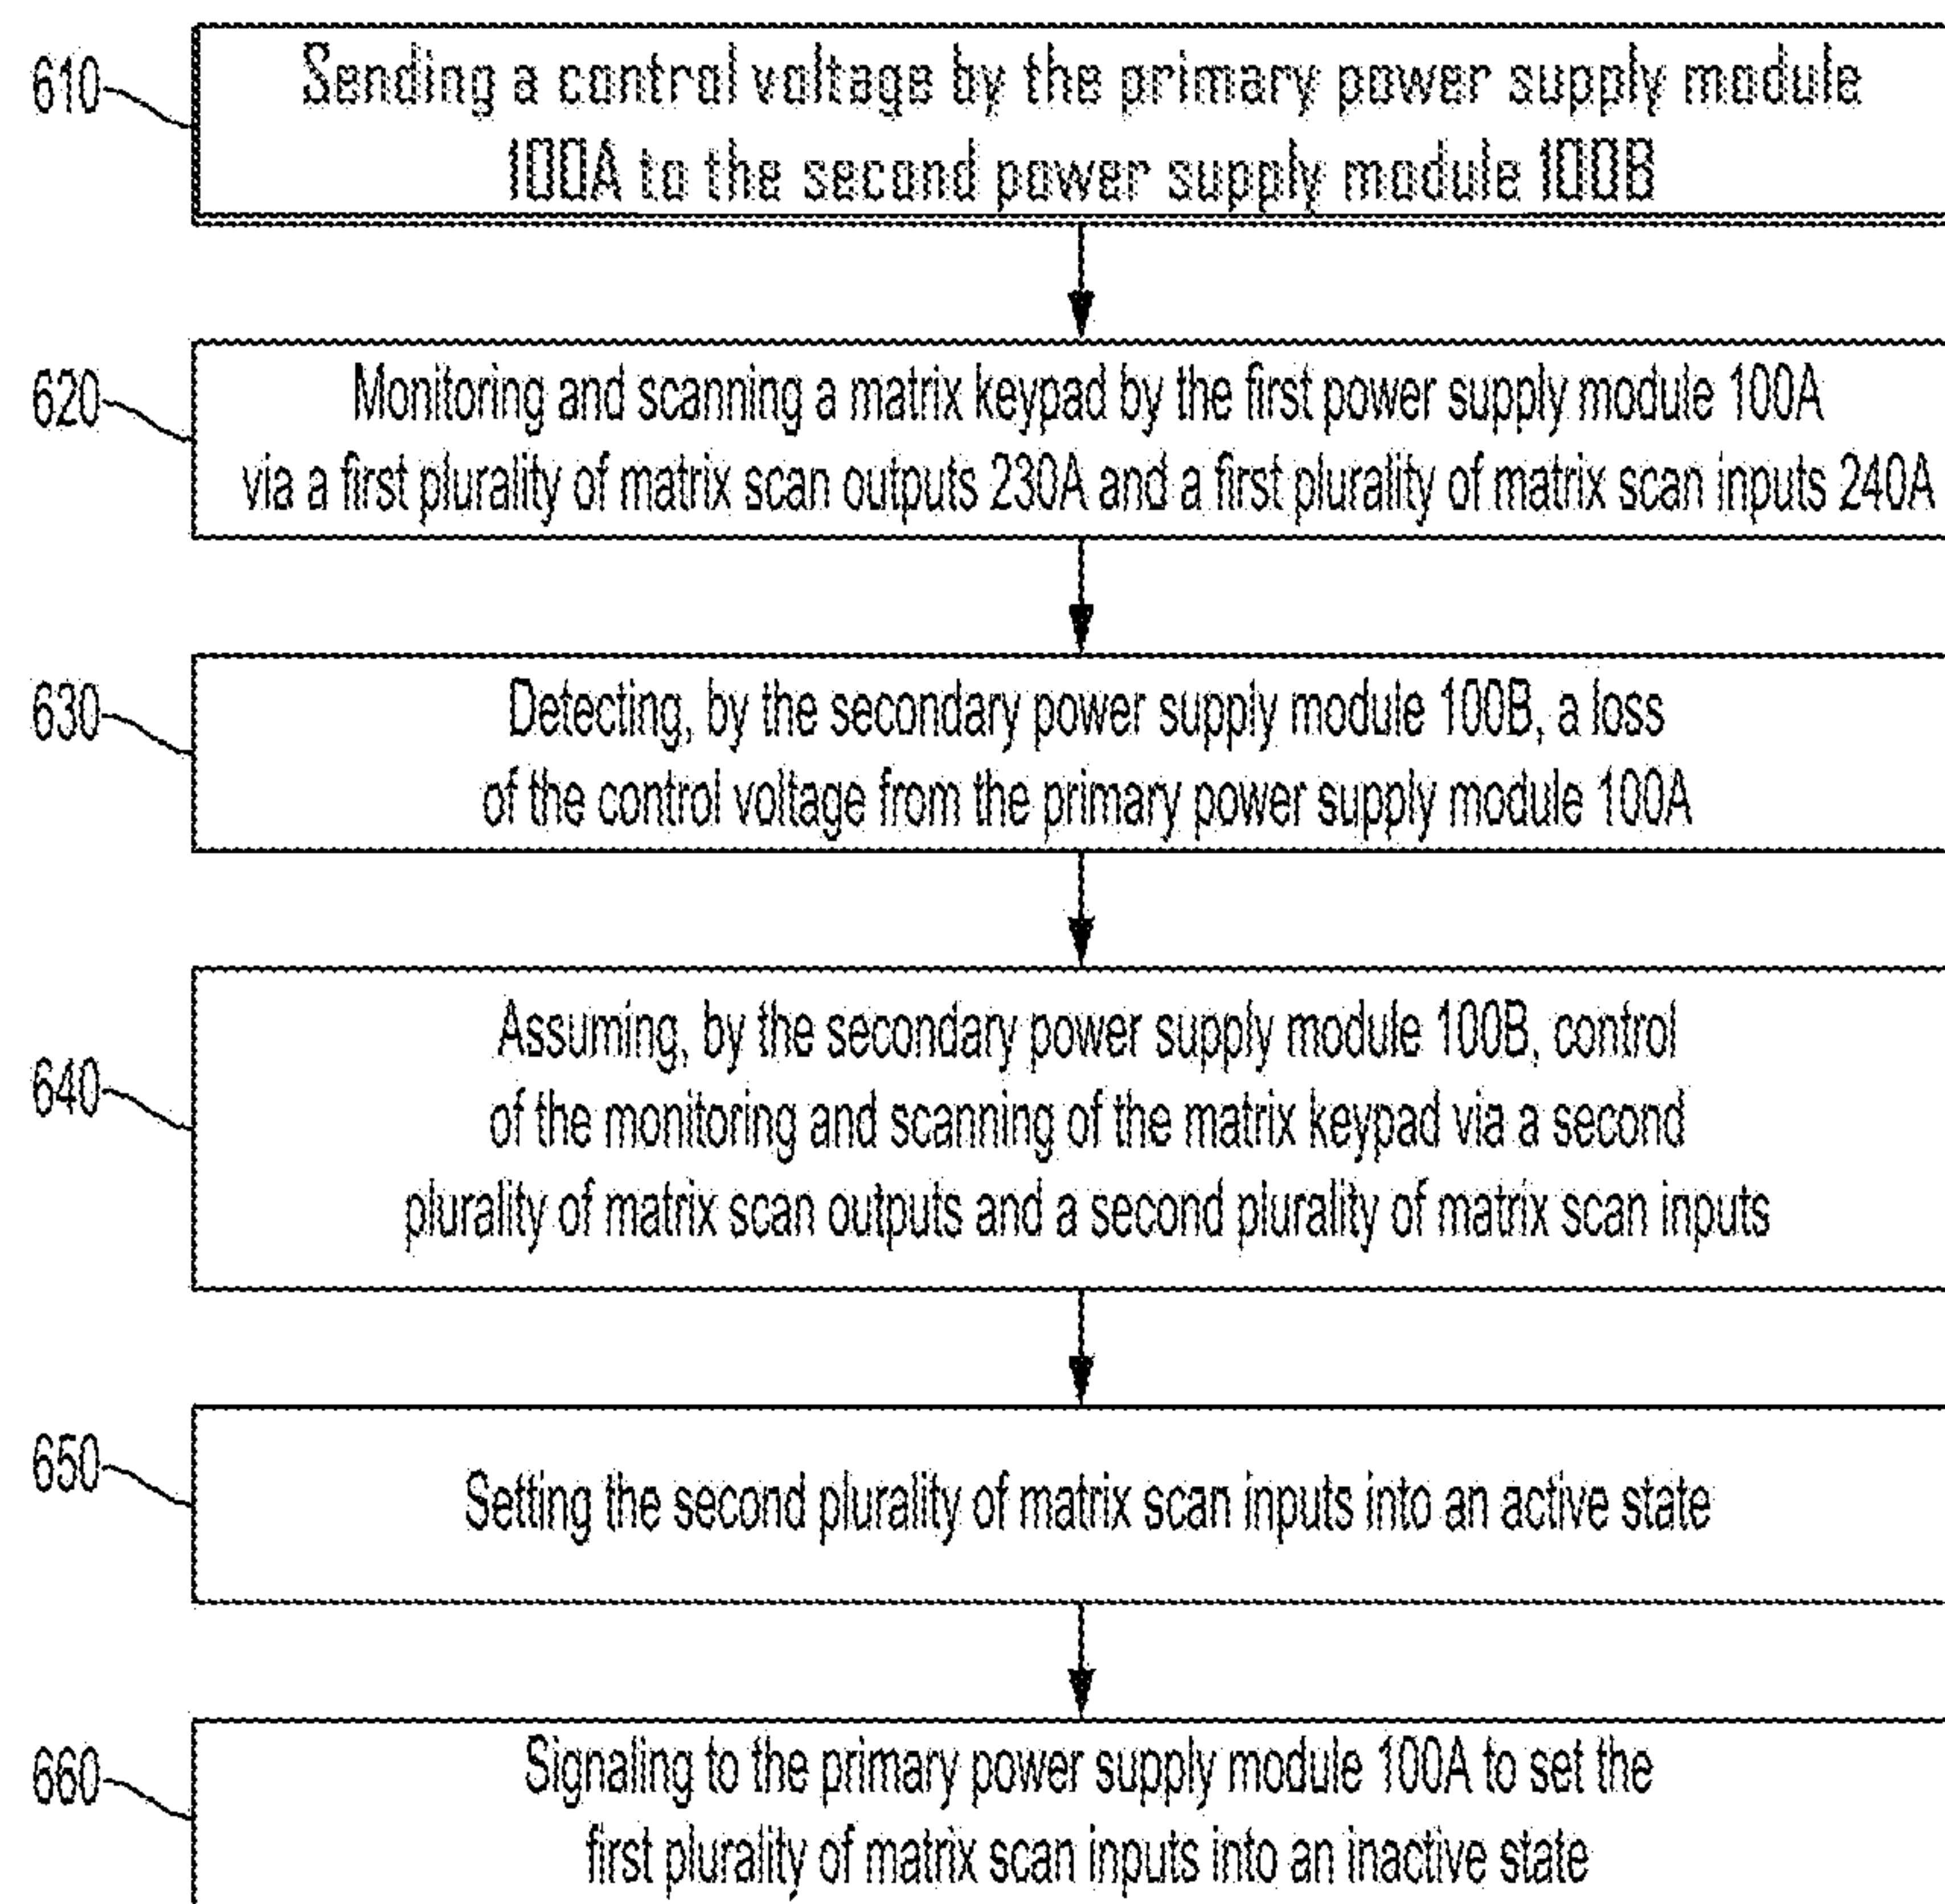 610
Sending a control voltage by the primary power supply module
100A to the second power supply module 100B
620
Monitoring and scanning a matrix keypad by the first power supply module 100A
via a first plurality of matrix scan outputs 230A and a first plurality of matrix scan inputs 240A
630
Detecting, by the secondary power supply module 100B, a loss
of the control voltage from the primary power supply module 100A
640
Assuming, by the secondary power supply module 100B, control
of the monitoring and scanning of the matrix keypad via a second
plurality of matrix scan outputs and a second plurality of matrix scan inputs
650
Setting the second plurality of matrix scan inputs into an active state
660
Signaling to the primary power supply module 100A to set the
first plurality of matrix scan inputs into an inactive state